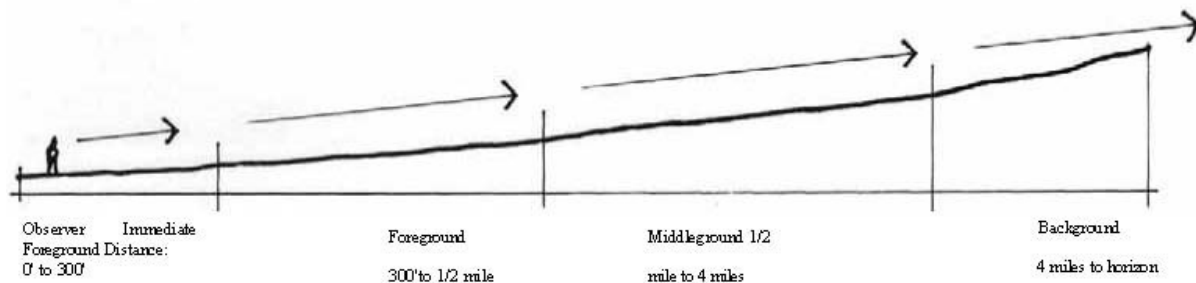 Observer Immediate
Foreground Distance:
0' to 300'
Foreground
300' to 1/2 mile
Middleground 1/2
mile to 4 miles
Background
4 miles to horizon